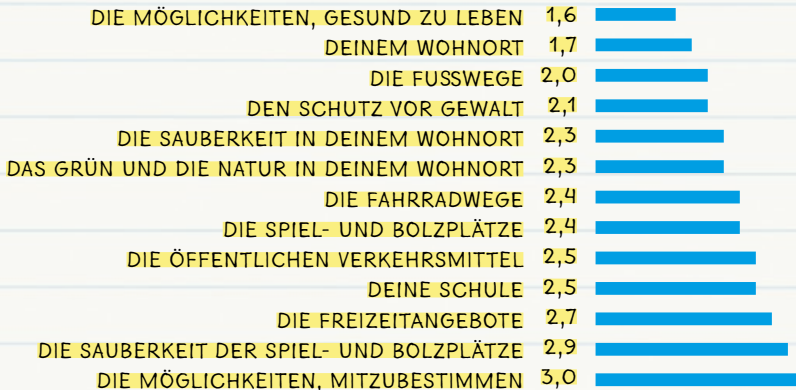 DIE MÖGLICHKEITEN, GESUND ZU LEBEN 1,6
DEINEM WOHNORT 1,7
DIE FUSSWEGE 2,0
DEN SCHUTZ VOR GEWALT 2,1
DIE SAUBERKEIT IN DEINEM WOHNORT 2,3
DAS GRÜN UND DIE NATUR IN DEINEM WOHNORT 2,3
DIE FAHRRADWEGE 2,4
DIE SPIEL- UND BOLZPLÄTZE 2,4
DIE ÖFFENTLICHEN VERKEHRSMITTEL 2,5
DEINE SCHULE 2,5
DIE FREIZEITANGEBOTE 2,7
DIE SAUBERKEIT DER SPIEL- UND BOLZPLÄTZE 2,9
DIE MÖGLICHKEITEN, MITZUBESTIMMEN 3,0